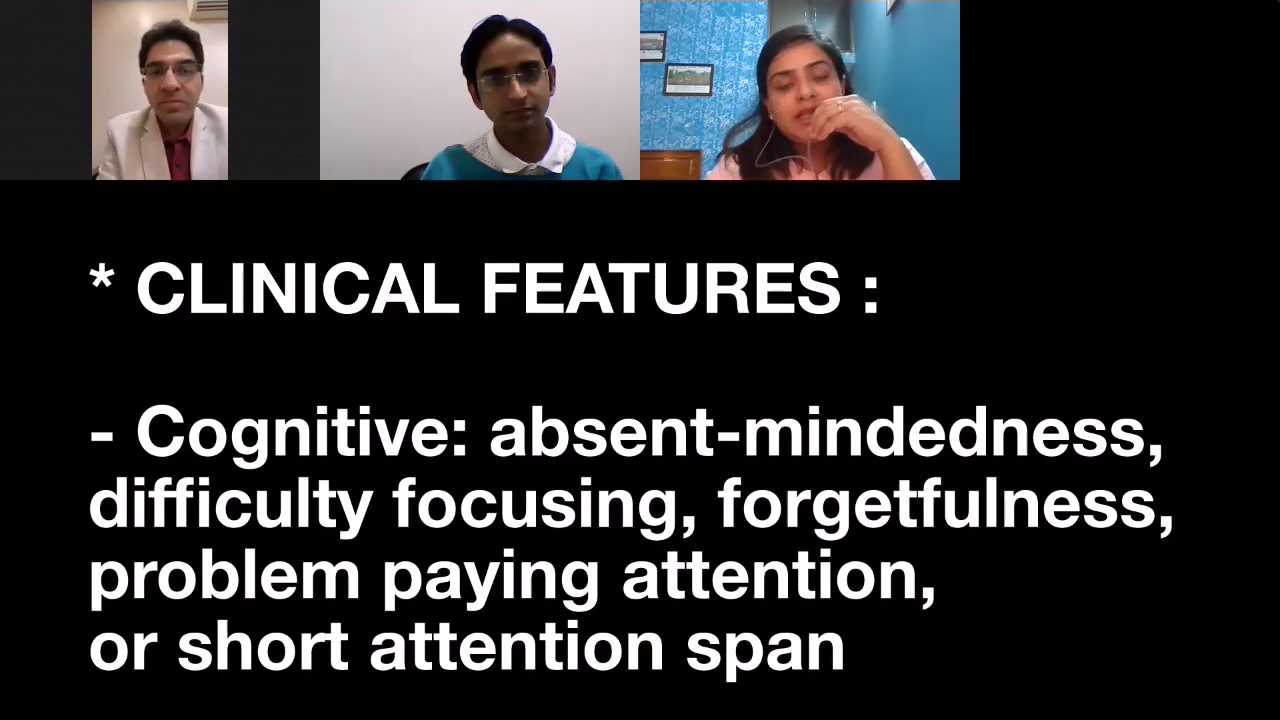 * CLINICAL FEATURES :
- Cognitive: absent-mindedness,
difficulty focusing, forgetfulness,
problem paying attention,
or short attention span